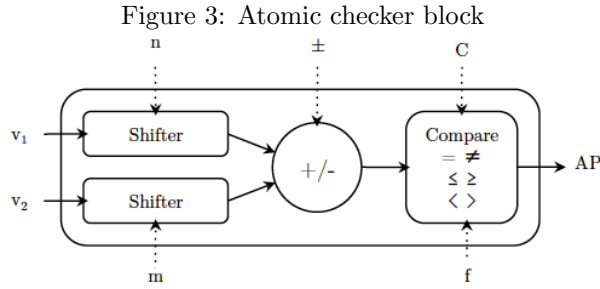 Figure 3: Atomic checker block
n
±
C
v1
Shifter
Compare
= ≠
≤ ≥
< >
+/-
AP
v2
Shifter
m
f